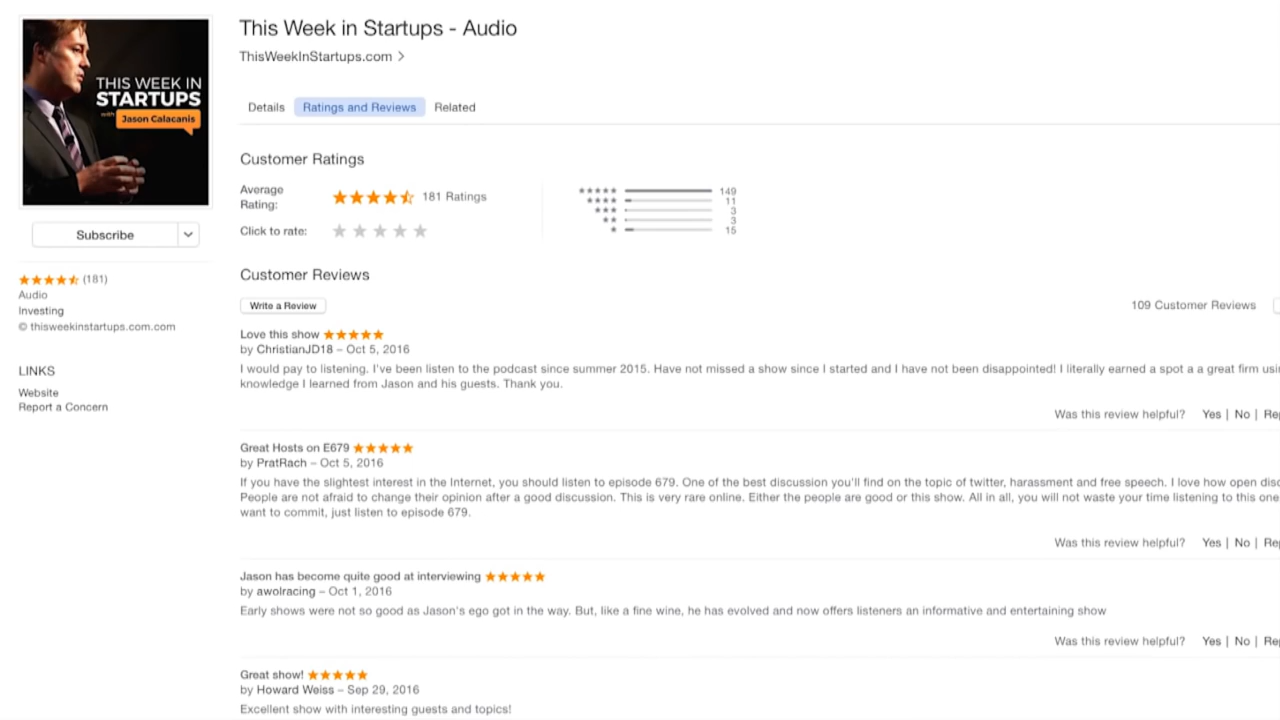 This Week in Startups - Audio
ThisWeekInStartups.com >
THIS WEEK IN
STARTUPS
with Jason Calacanis
Details Ratings and Reviews Related
Customer Ratings
Average
Rating:
181 Ratings
149
11
3
3
15
Click to rate:
Subscribe
(181)
Audio
Investing
© thisweekinstartups.com.com
LINKS
Website
Report a Concern
Customer Reviews
Write a Review
109 Customer Reviews
Love this show
by ChristianJD18 – Oct 5, 2016
I would pay to listening. I've been listen to the podcast since summer 2015. Have not missed a show since I started and I have not been disappointed! I literally earned a spot a a great firm usi
knowledge I learned from Jason and his guests. Thank you.
Was this review helpful? Yes | No | Re
Great Hosts on E679
by PratRach – Oct 5, 2016
If you have the slightest interest in the Internet, you should listen to episode 679. One of the best discussion you'll find on the topic of twitter, harassment and free speech. I love how open disc
People are not afraid to change their opinion after a good discussion. This is very rare online. Either the people are good or this show. All in all, you will not waste your time listening to this one
want to commit, just listen to episode 679.
Was this review helpful? Yes | No | Re
Jason has become quite good at interviewing
by awolracing – Oct 1, 2016
Early shows were not so good as Jason's ego got in the way. But, like a fine wine, he has evolved and now offers listeners an informative and entertaining show
Was this review helpful? Yes | No | Re
Great show!
by Howard Weiss – Sep 29, 2016
Excellent show with interesting guests and topics!